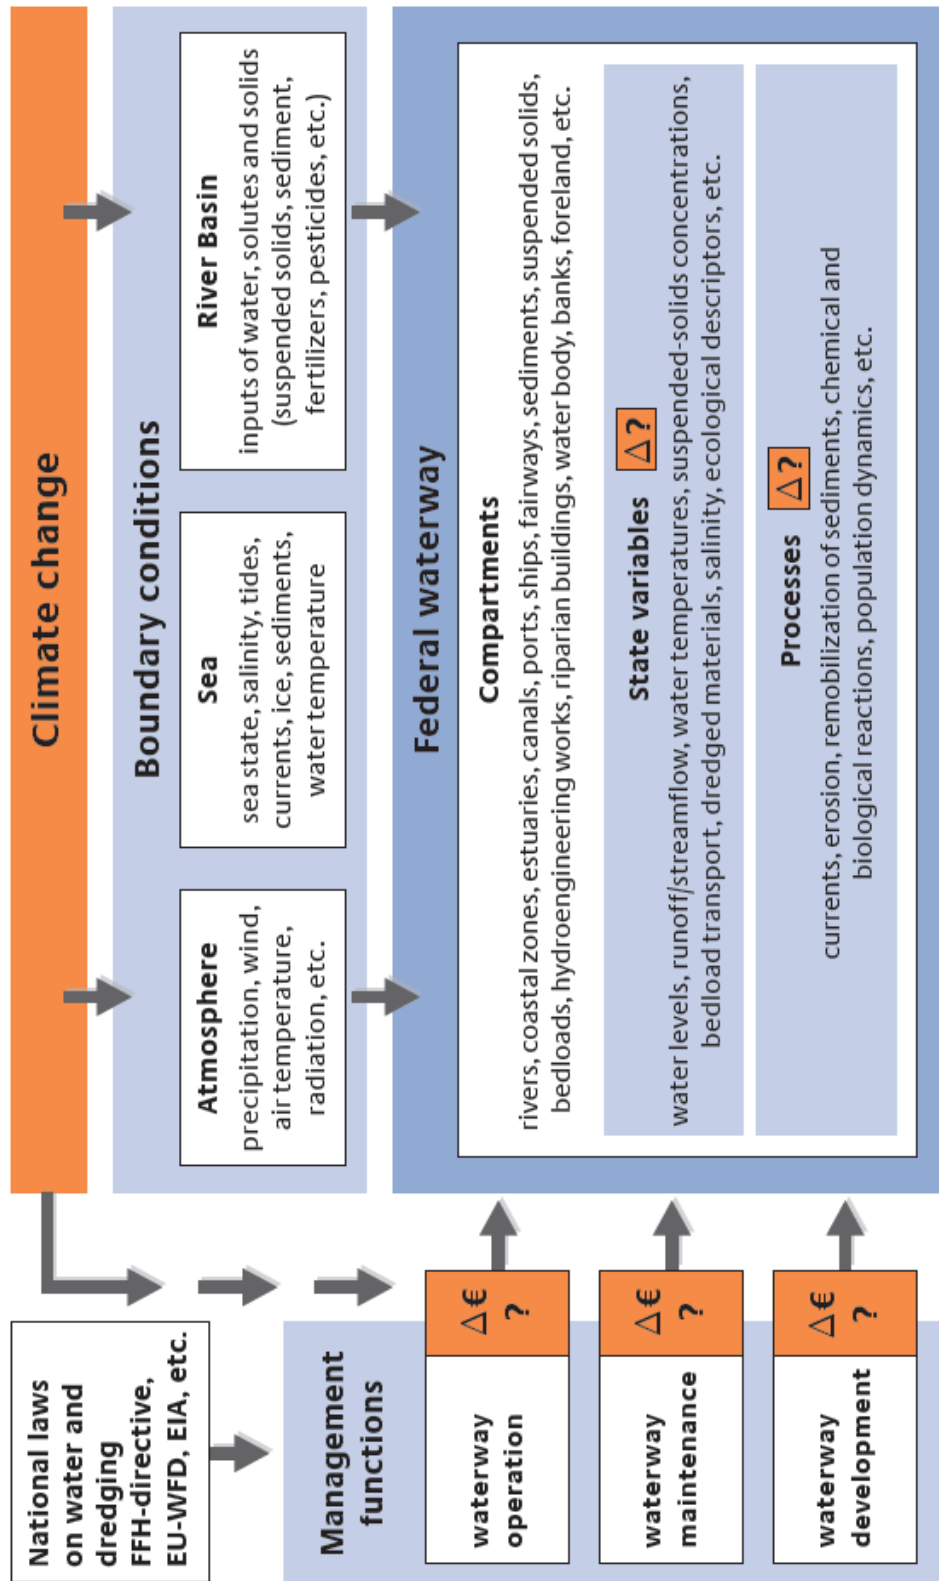 Climate change
National laws
on water and
dredging
FFH-directive,
EU-WFD, EIA, etc.
Boundary conditions
Atmosphere
precipitation, wind,
air temperature,
radiation, etc.
Sea
sea state, salinity, tides,
currents, ice, sediments,
water temperature
River Basin
inputs of water, solutes and solids
(suspended solids, sediment,
fertilizers, pesticides, etc.)
Management
functions
waterway
operation
Δ€
?
waterway
maintenance
Δ€
?
waterway
development
Δ€
?
Federal waterway
Compartments
rivers, coastal zones, estuaries, canals, ports, ships, fairways, sediments, suspended solids,
bedloads, hydroengineering works, riparian buildings, water body, banks, foreland, etc.
State variables Δ?
water levels, runoff/streamflow, water temperatures, suspended-solids concentrations,
bedload transport, dredged materials, salinity, ecological descriptors, etc.
Processes Δ?
currents, erosion, remobilization of sediments, chemical and
biological reactions, population dynamics, etc.